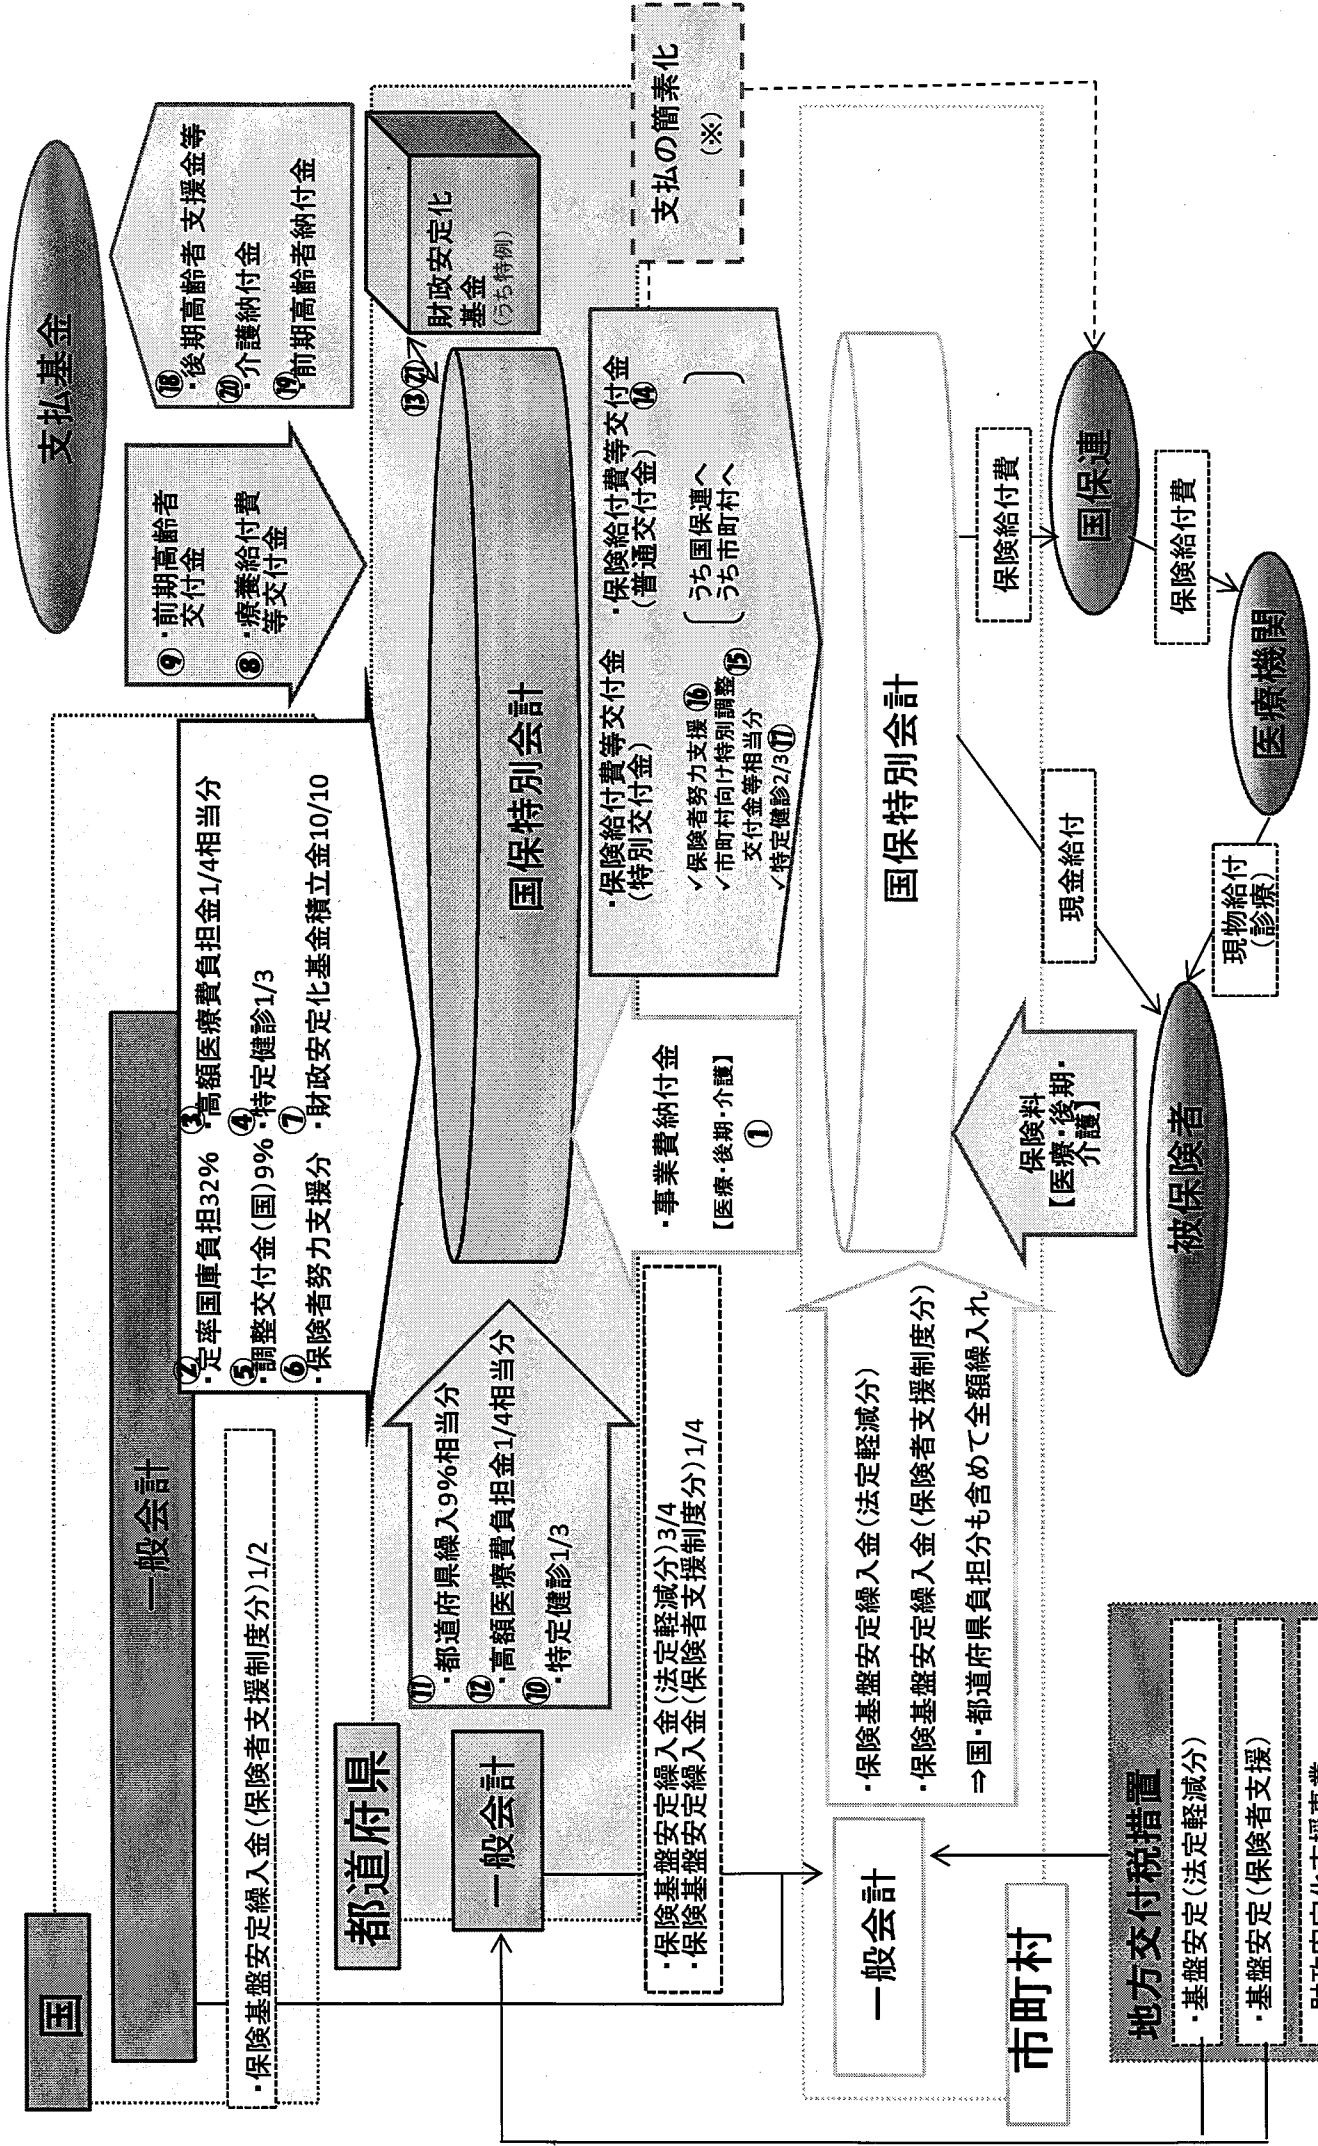 国
一般会計
・保険基盤安定繰入金(保険者支援制度分)1/2
②・定率国庫負担32%
③・高額医療費負担金1/4相当分
⑤・調整交付金(国)9%
④・特定健診1/3
⑥・保険者努力支援分
⑦・財政安定化基金積立金10/10
支払基金
⑨・前期高齢者
交付金
⑧・療養給付費
等交付金
⑱・後期高齢者支援金等
⑳・介護納付金
⑲・前期高齢者納付金
都道府県
一般会計
⑪・都道府県繰入9%相当分
⑫・高額医療費負担金1/4相当分
⑩・特定健診1/3
国保特別会計
⑬㉑
財政安定化
基金
(うち特例)
・保険基盤安定繰入金(法定軽減分)3/4
・保険基盤安定繰入金(保険者支援制度分)1/4
・事業費納付金
【医療・後期・介護】
①
・保険給付費等交付金
(特別交付金)
✓保険者努力支援⑯
✓市町村向け特別調整⑮
交付金等相当分
✓特定健診2/3⑰
・保険給付費等交付金
(普通交付金)⑭
うち国保連へ
うち市町村へ
支払の簡素化
(※)
市町村
一般会計
・保険基盤安定繰入金(法定軽減分)
・保険基盤安定繰入金(保険者支援制度分)
⇒国・都道府県負担分も含めて全額繰入れ
国保特別会計
保険料
【医療・後期・
介護】
現金給付
保険給付費
国保連
保険給付費
医療機関
現物給付
(診療)
被保険者
地方交付税措置
・基盤安定(法定軽減分)
・基盤安定(保険者支援)